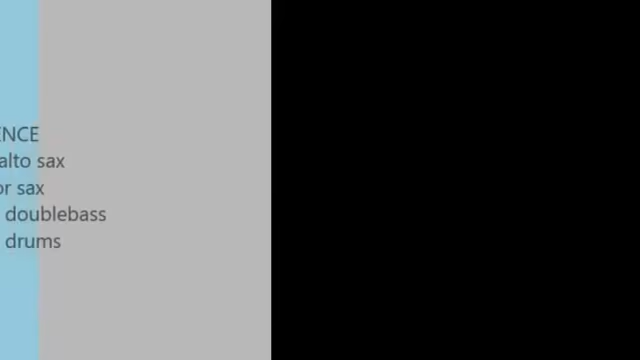 ENCE
alto sax
or sax
doublebass
drums